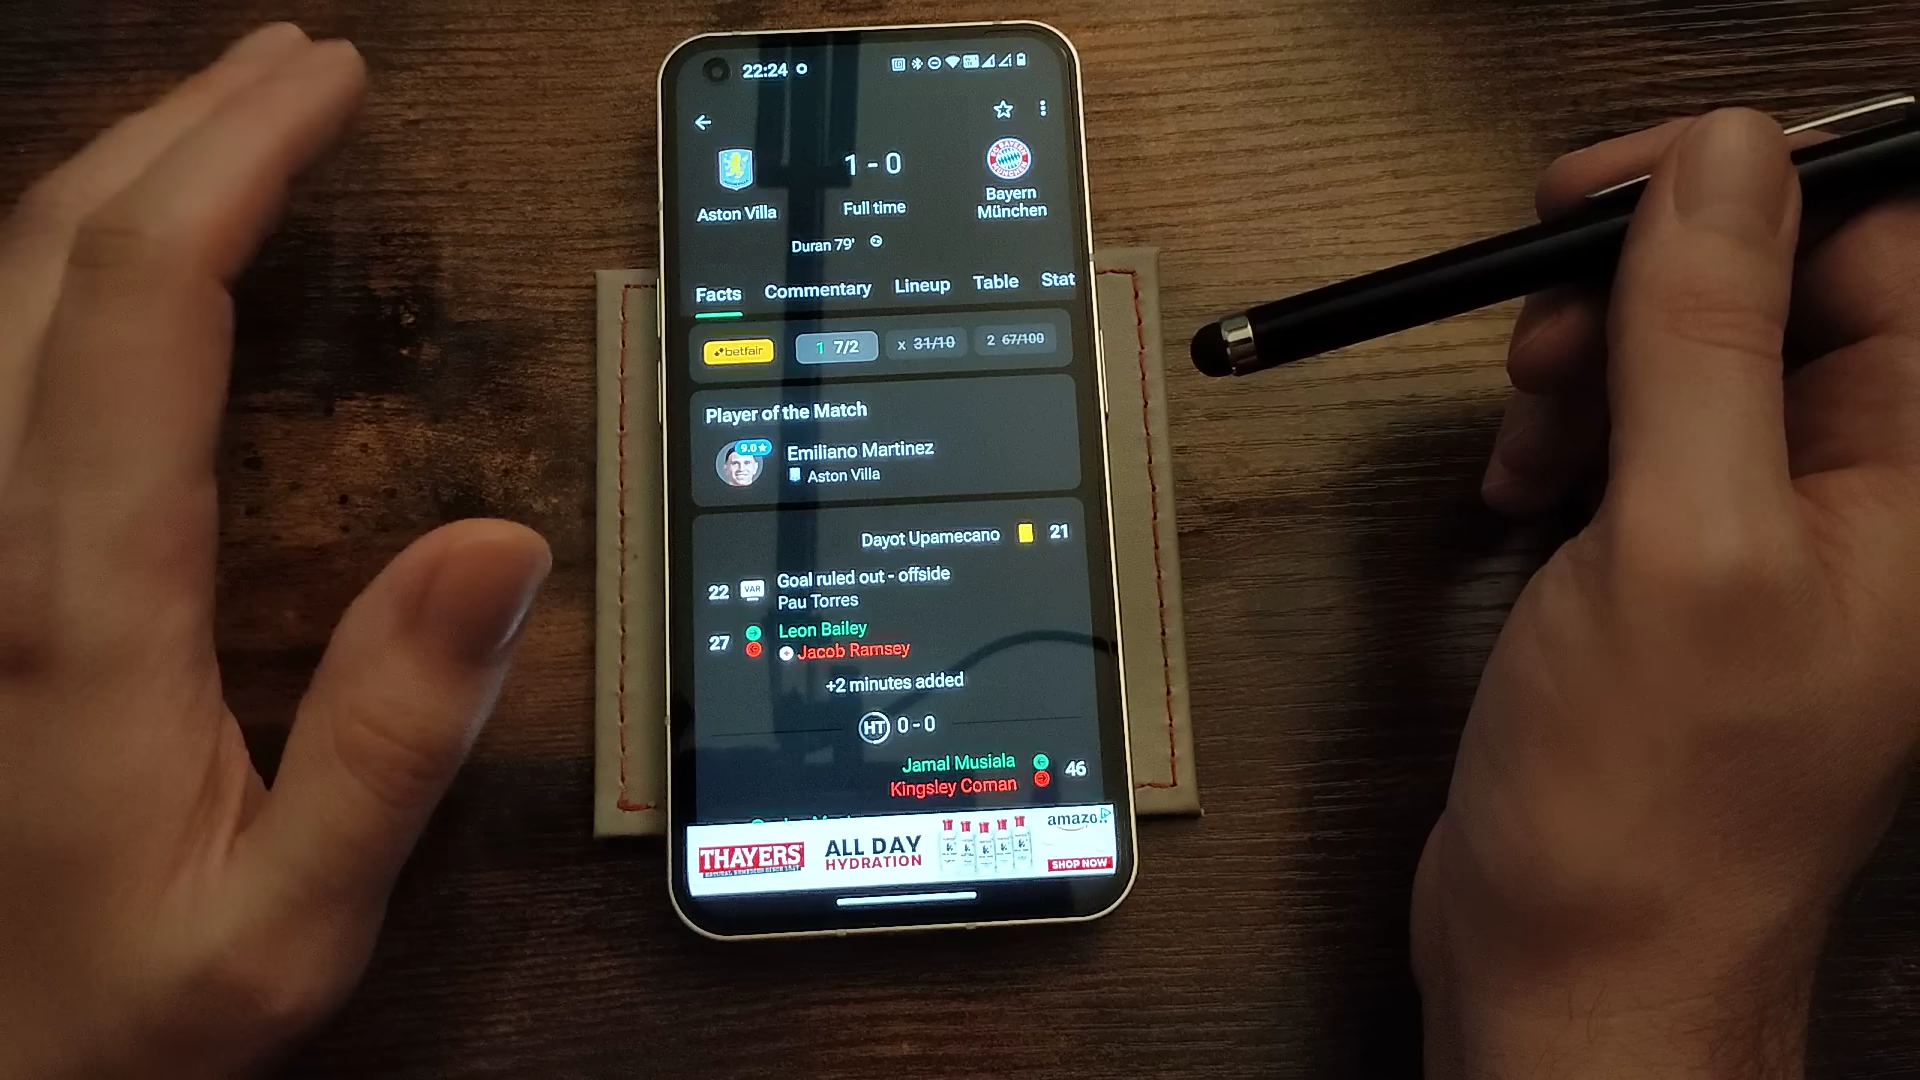 22:24
1 - 0
Aston Villa
Full time
Bayern
München
Duran 79'
Facts Commentary Lineup Table Stat
betfair 1 7/2 x 31/10 2 67/100
Player of the Match
9.0
Emiliano Martinez
Aston Villa
Dayot Upamecano 21
22 VAR Goal ruled out - offside
Pau Torres
27 Leon Bailey
Jacob Ramsey
+2 minutes added
HT 0 - 0
Jamal Musiala 46
Kingsley Coman
THAYERS
ALL DAY
HYDRATION
amazon
SHOP NOW